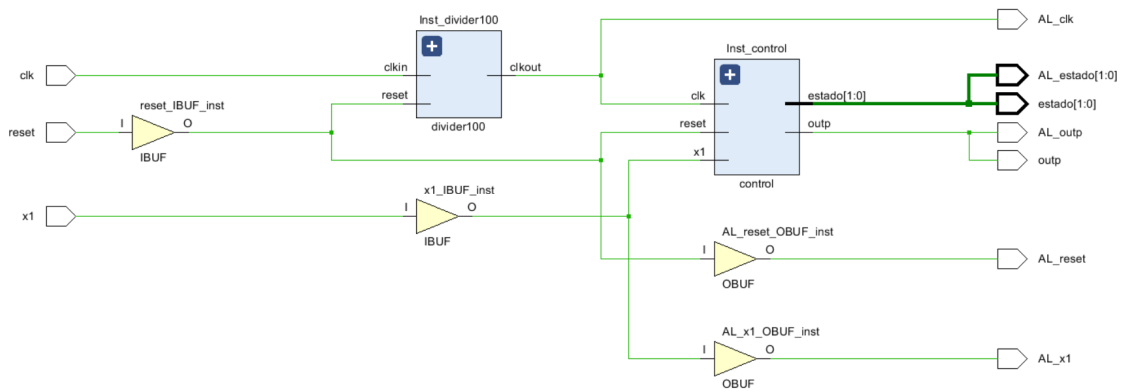 Inst_divider100
AL_clk
Inst_control
clk
clkin
clkout
AL_estado[1:0]
reset_IBUF_inst
reset
clk
estado[1:0]
estado[1:0]
divider100
reset
I
O
reset
outp
AL_outp
IBUF
x1
outp
control
x1_IBUF_inst
x1
I
O
IBUF
AL_reset_OBUF_inst
I
O
AL_reset
OBUF
AL_x1_OBUF_inst
I
O
AL_x1
OBUF